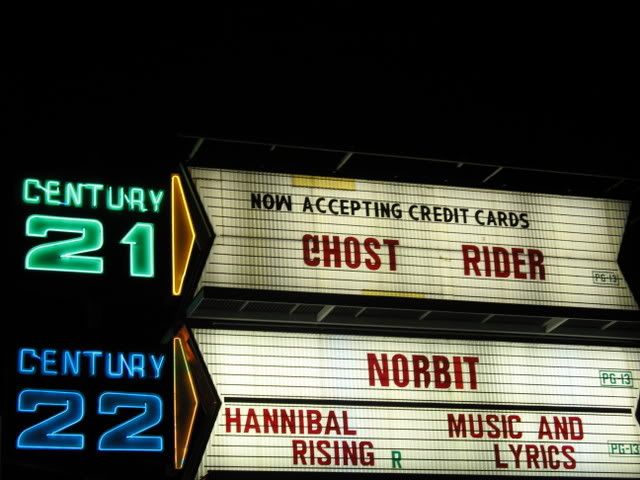 CENTURY
21
NOW ACCEPTING CREDIT CARDS
GHOST RIDER
PG-13
CENTURY
22
NORBIT
PG-13
HANNIBAL
RISING R
MUSIC AND
LYRICS
PG-13